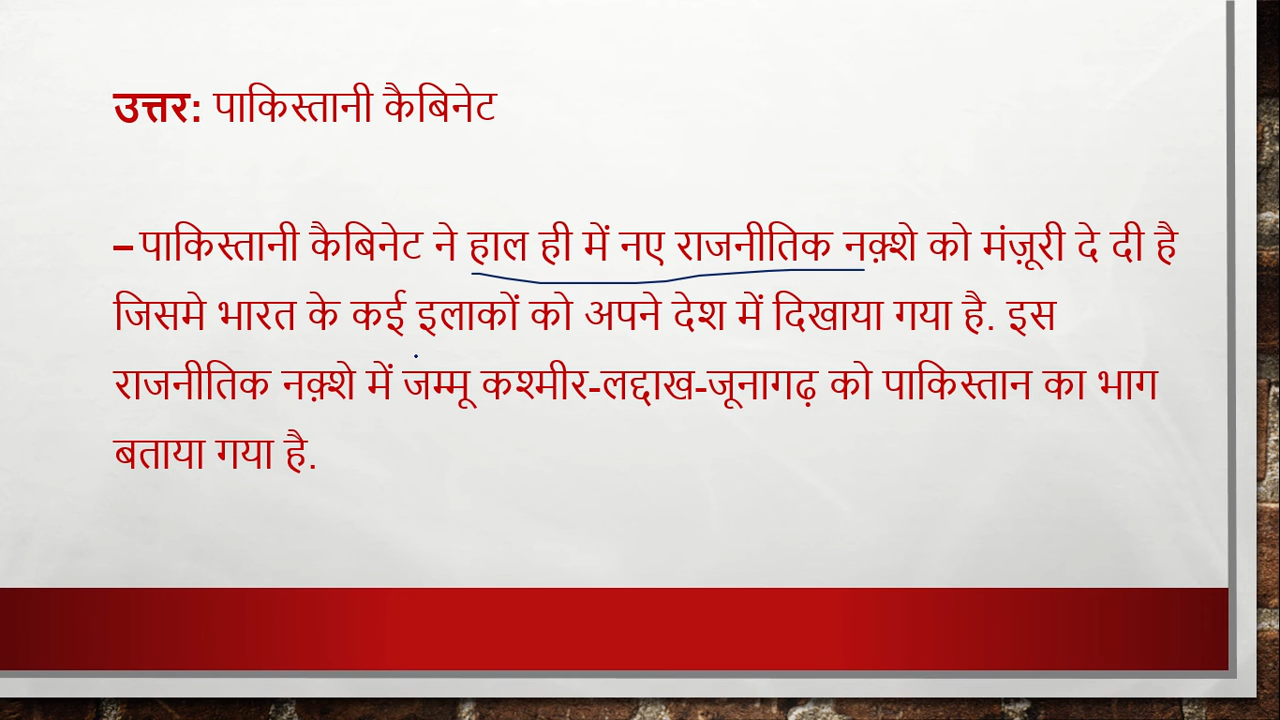 उत्तर: पाकिस्तानी कैबिनेट
– पाकिस्तानी कैबिनेट ने हाल ही में नए राजनीतिक नक़्शे को मंज़ूरी दे दी है
जिसमे भारत के कई इलाकों को अपने देश में दिखाया गया है. इस
राजनीतिक नक़्शे में जम्मू कश्मीर-लद्दाख-जूनागढ़ को पाकिस्तान का भाग
बताया गया है.